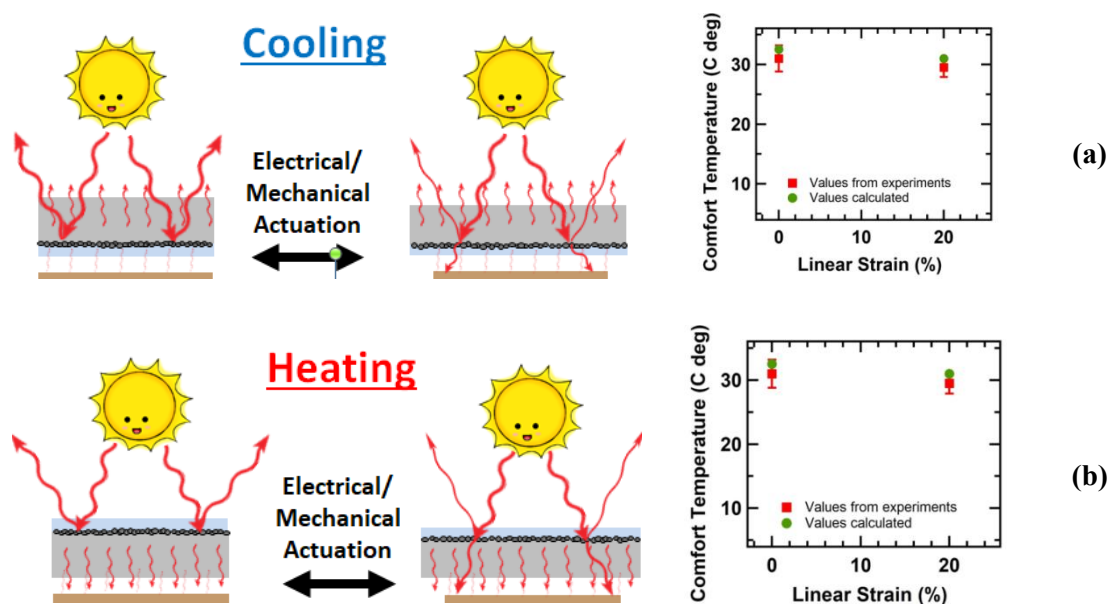 Cooling
Electrical/
Mechanical
Actuation
Comfort Temperature (C deg)
30
20
10
Values from experiments
Values calculated
0
10
20
Linear Strain (%)
(a)
Heating
Electrical/
Mechanical
Actuation
Comfort Temperature (C deg)
30
20
10
Values from experiments
Values calculated
0
10
20
Linear Strain (%)
(b)